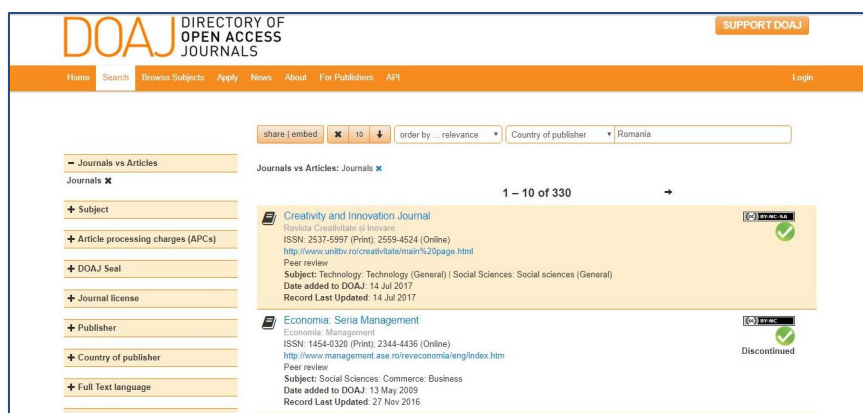 DOAJ DIRECTORY OF
OPEN ACCESS
JOURNALS
SUPPORT DOAJ
Home Search Browse Subjects Apply News About For Publishers API Login
share | embed 10 order by ... relevance Country of publisher Romania
Journals vs Articles
Journals
Subject
Article processing charges (APCs)
DOAJ Seal
Journal license
Publisher
Country of publisher
Full Text language
Journals vs Articles: Journals
1 – 10 of 330
Creativity and Innovation Journal
Revista Creativitate și Inovare
ISSN: 2537-5997 (Print); 2559-4524 (Online)
http://www.unitbv.ro/creativitate/main%20page.html
Peer review
Subject: Technology: Technology (General) | Social Sciences: Social sciences (General)
Date added to DOAJ: 14 Jul 2017
Record Last Updated: 14 Jul 2017
(cc) BY-NC-SA
Economia: Seria Management
Economia: Management
ISSN: 1454-0320 (Print); 2344-4436 (Online)
http://www.management.ase.ro/reveconomia/eng/index.htm
Peer review
Subject: Social Sciences: Commerce: Business
Date added to DOAJ: 13 May 2009
Record Last Updated: 27 Nov 2016
(cc) BY-NC
Discontinued